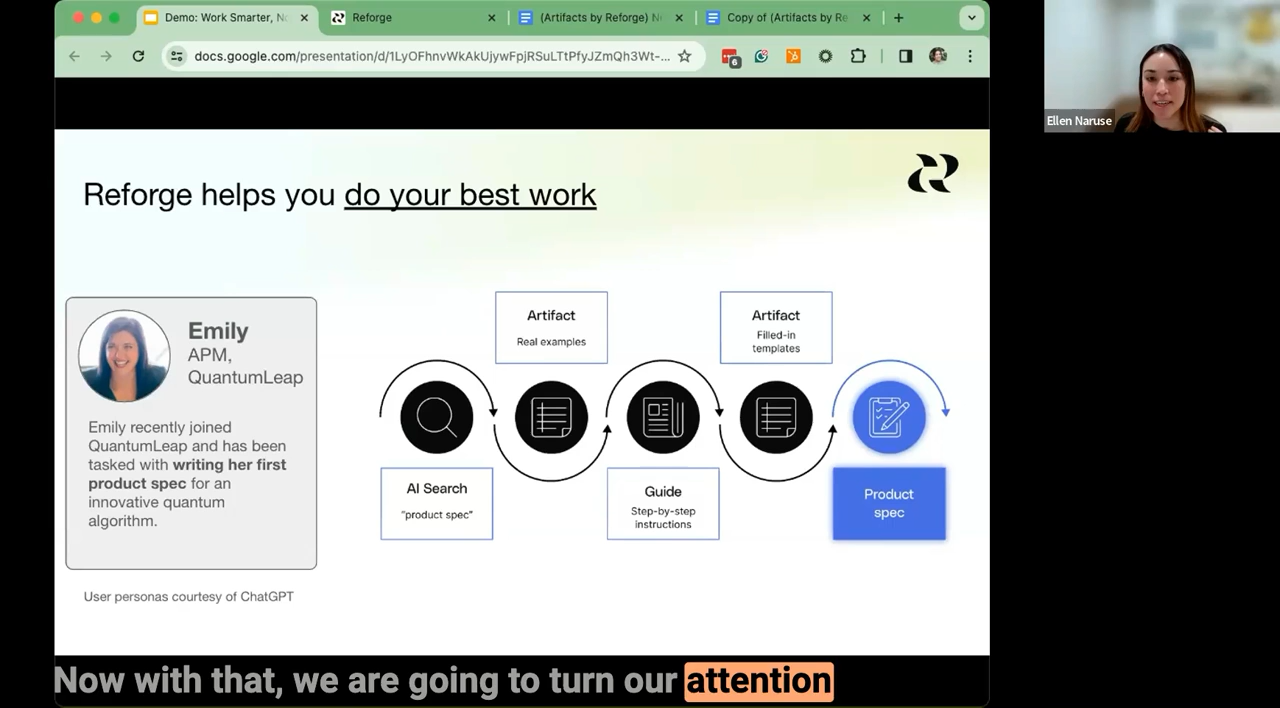 Demo: Work Smarter, No
Reforge
(Artifacts by Reforge) N
Copy of (Artifacts by Re
docs.google.com/presentation/d/1LyOFhnvWkAkUjywFpjRSuLTtPfyJZmQh3Wt-...
6
Ellen Naruse
Reforge helps you do your best work
Emily
APM,
QuantumLeap
Emily recently joined
QuantumLeap and has been
tasked with writing her first
product spec for an
innovative quantum
algorithm.
User personas courtesy of ChatGPT
Artifact
Real examples
Artifact
Filled-in
templates
AI Search
"product spec"
Guide
Step-by-step
instructions
Product
spec
Now with that, we are going to turn our attention